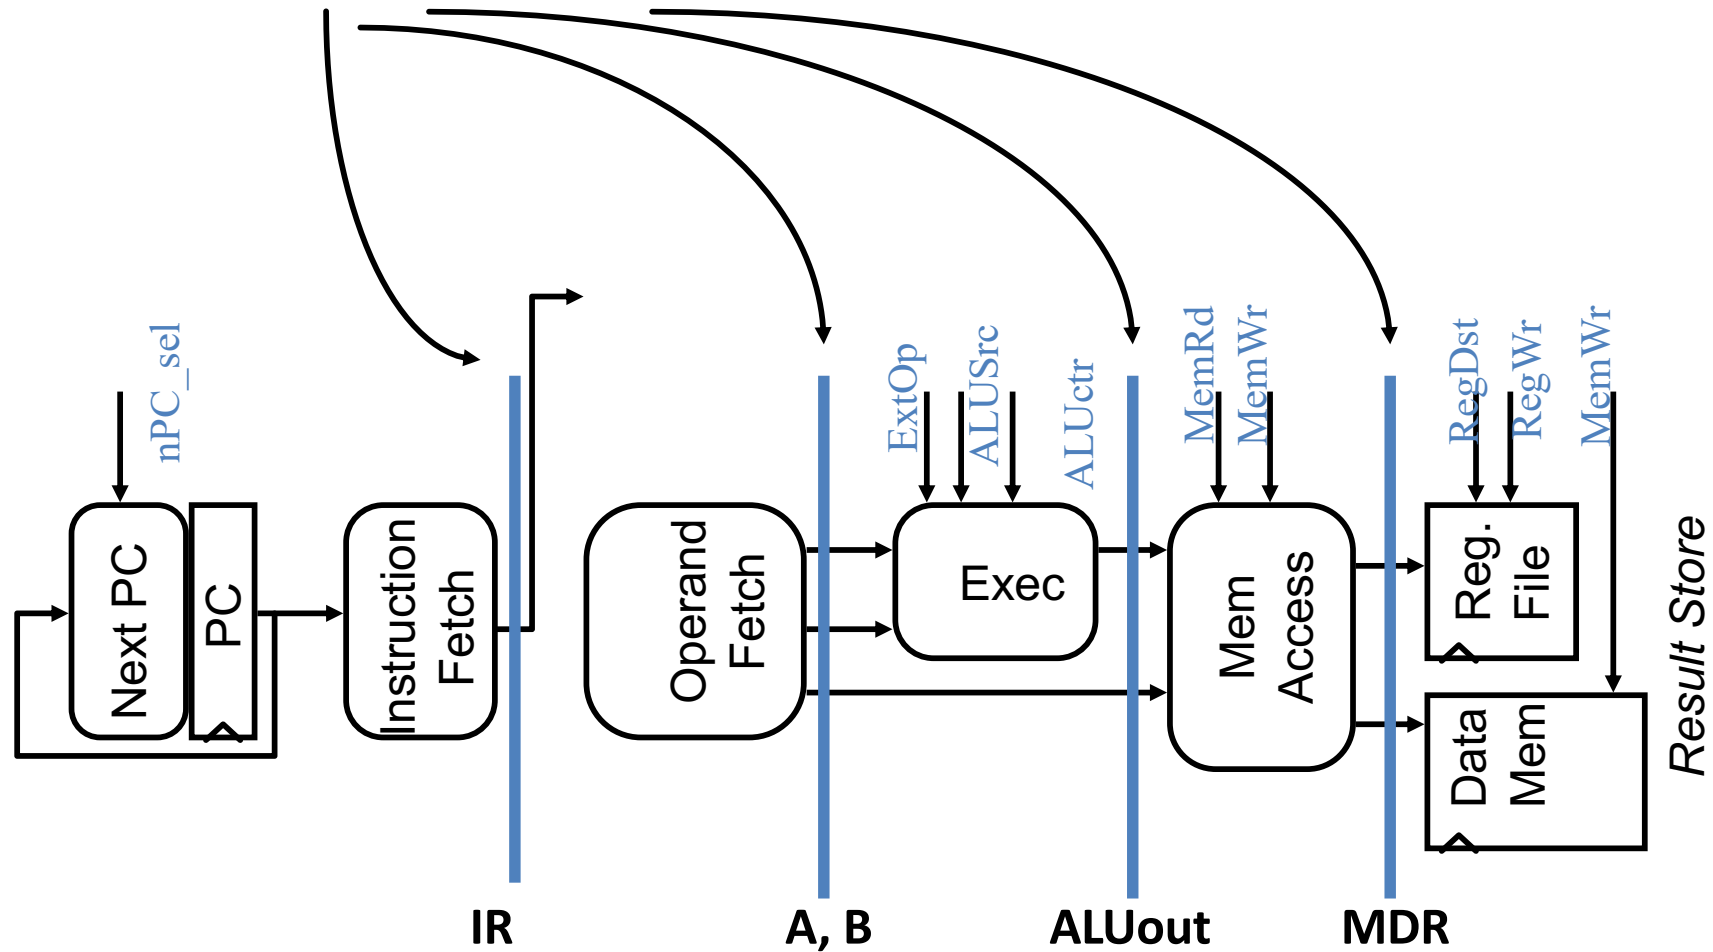 nPC_sel
Next PC
PC
Instruction
Fetch
Operand
Fetch
ExtOp
ALUSrc
ALUctr
Exec
MemRd
MemWr
Mem
Access
RegDst
RegWr
MemWr
Reg.
File
Data
Mem
Result Store
IR
A, B
ALUout
MDR